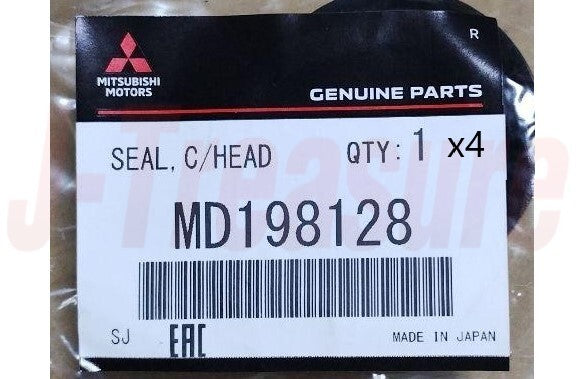 R
MITSUBISHI
MOTORS
GENUINE PARTS
SEAL, C/HEAD QTY: 1 x4
MD198128
SJ EAC MADE IN JAPAN
J-Treasure